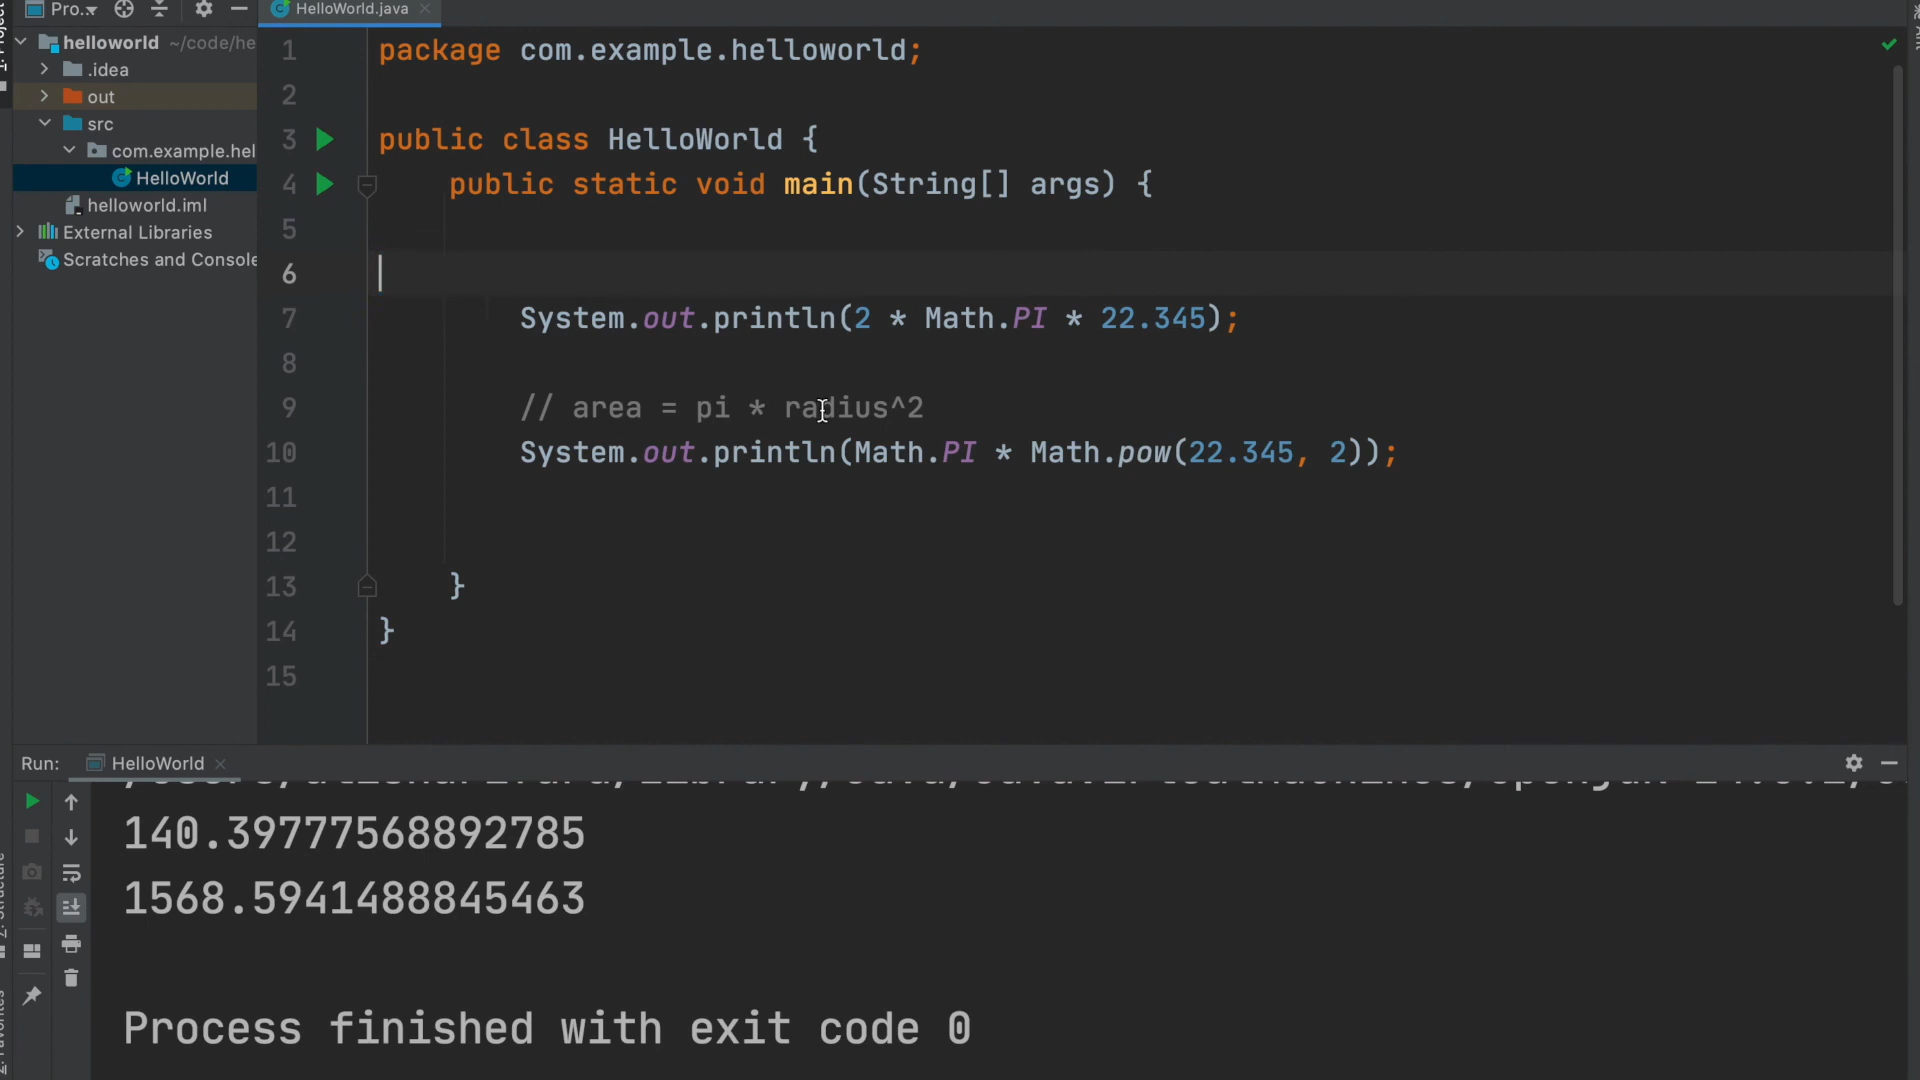 Pro..
HelloWorld.java
helloworld ~/code/he
.idea
out
src
com.example.hel
HelloWorld
helloworld.iml
External Libraries
Scratches and Console
1 package com.example.helloworld;
2
3 public class HelloWorld {
4 public static void main(String[] args) {
5
6
7 System.out.println(2 * Math.PI * 22.345);
8
9 // area = pi * radius^2
10 System.out.println(Math.PI * Math.pow(22.345, 2));
11
12
13 }
14 }
15
Run: HelloWorld
140.39777568892785
1568.5941488845463
Process finished with exit code 0